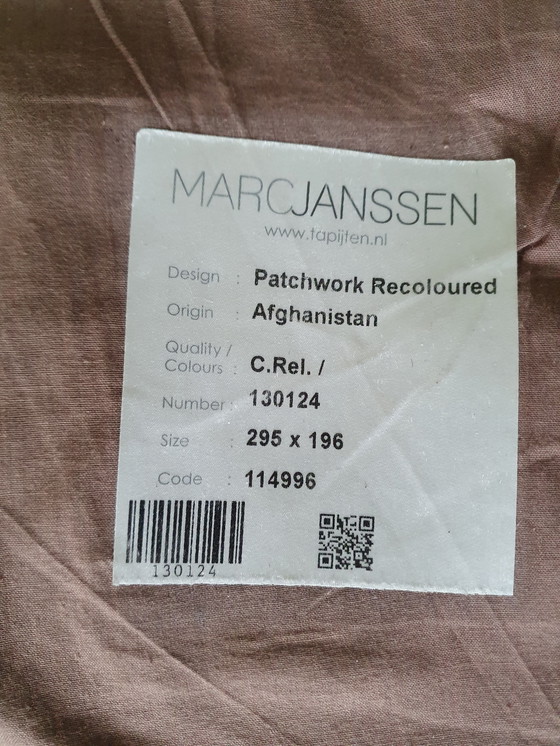 MARCJANSSEN
www.tapijten.nl
Design : Patchwork Recoloured
Origin : Afghanistan
Quality /
Colours : C.Rel. /
Number : 130124
Size : 295 x 196
Code : 114996
130124